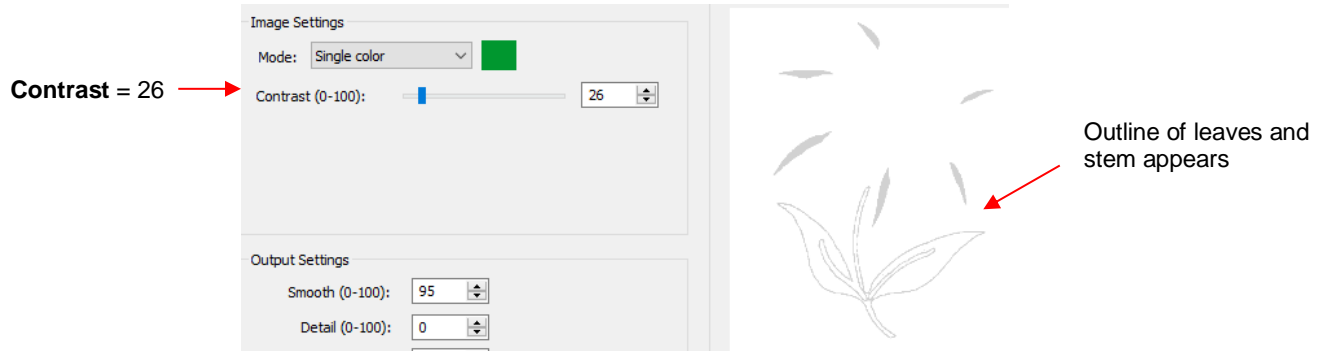 Image Settings
Mode: Single color
Contrast = 26
Contrast (0-100): 26
Outline of leaves and
stem appears
Output Settings
Smooth (0-100): 95
Detail (0-100): 0